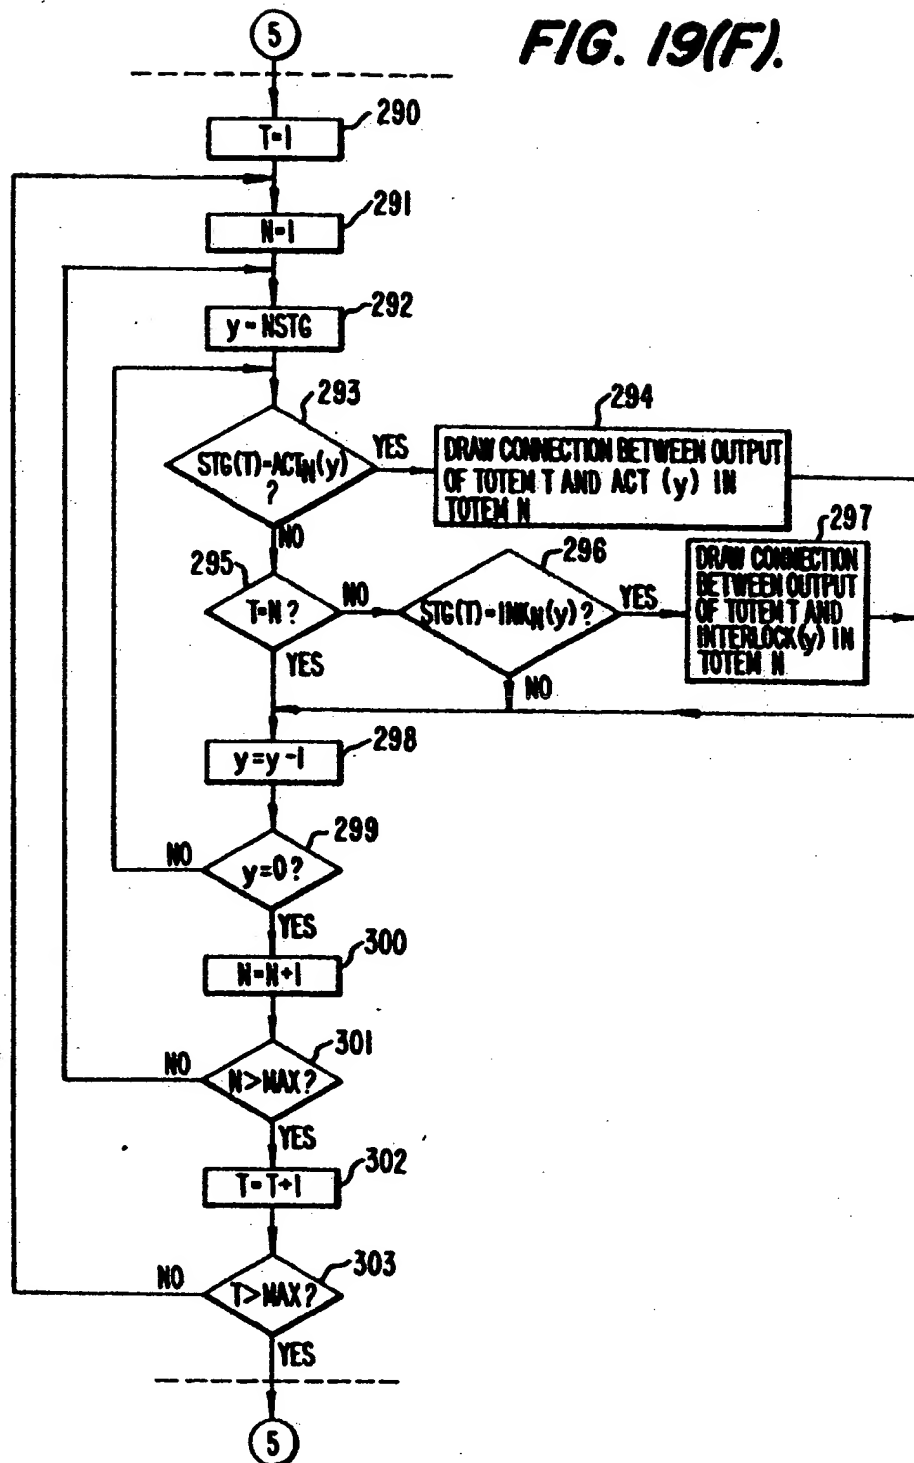 5
FIG. 19(F).
290
T=1
291
N=1
292
y=NSTG
293
STG(T)=ACTN(y)
?
YES
294
DRAW CONNECTION BETWEEN OUTPUT
OF TOTEM T AND ACT (y) IN
TOTEM N
NO
295
T=N?
NO
296
STG(T)=INKN(y)?
YES
297
DRAW CONNECTION
BETWEEN OUTPUT
OF TOTEM T AND
INTERLOCK(y) IN
TOTEM N
YES
NO
298
y=y-1
299
y=0?
NO
YES
300
N=N+1
301
N>MAX?
NO
YES
302
T=T+1
303
T>MAX?
NO
YES
5